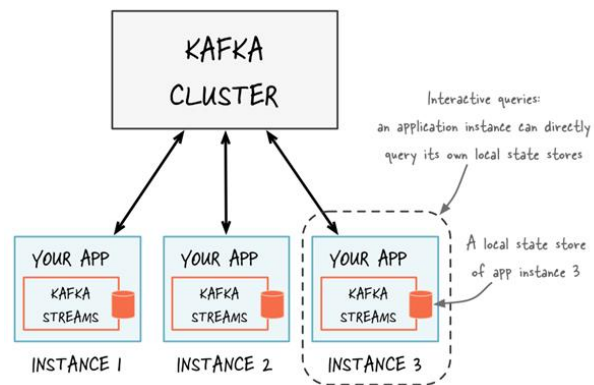 KAFKA
CLUSTER
Interactive queries:
an application instance can directly
query its own local state stores
YOUR APP
KAFKA
STREAMS
INSTANCE 1
YOUR APP
KAFKA
STREAMS
INSTANCE 2
YOUR APP
KAFKA
STREAMS
INSTANCE 3
A local state store
of app instance 3